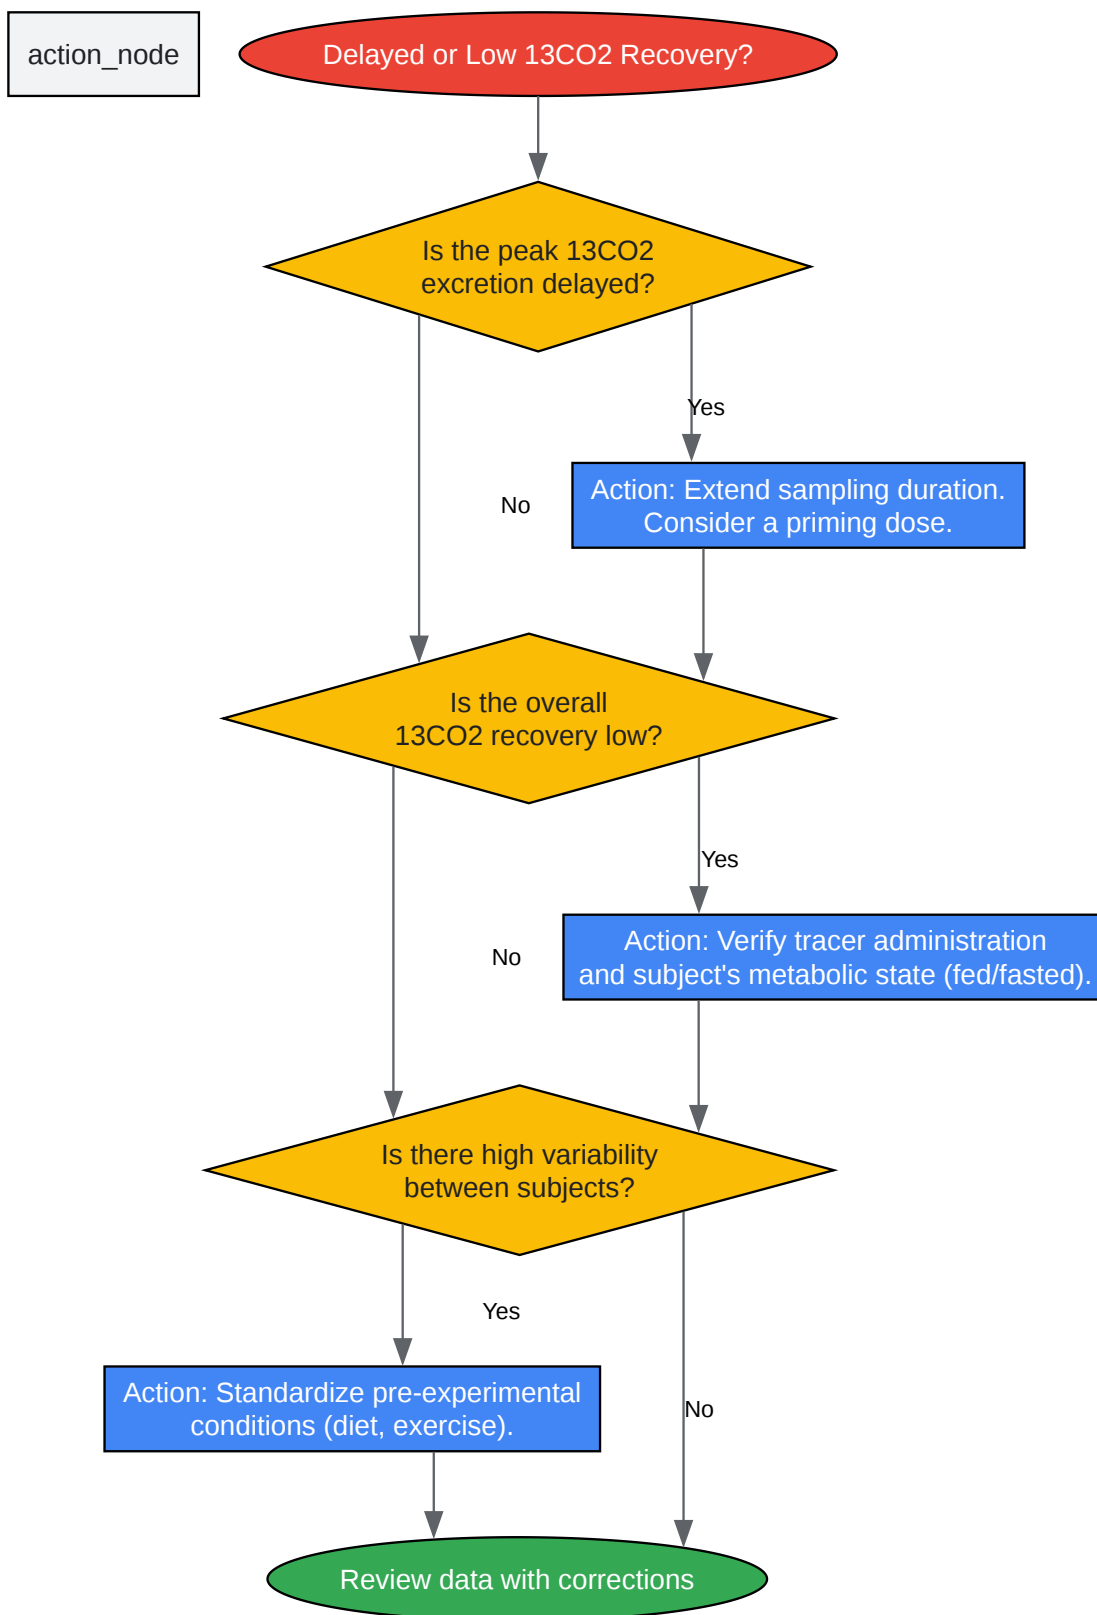 action_node
Delayed or Low 13CO2 Recovery?
Is the peak 13CO2
excretion delayed?
Yes
No
Action: Extend sampling duration.
Consider a priming dose.
Is the overall
13CO2 recovery low?
Yes
No
Action: Verify tracer administration
and subject's metabolic state (fed/fasted).
Is there high variability
between subjects?
Yes
Action: Standardize pre-experimental
conditions (diet, exercise).
No
Review data with corrections